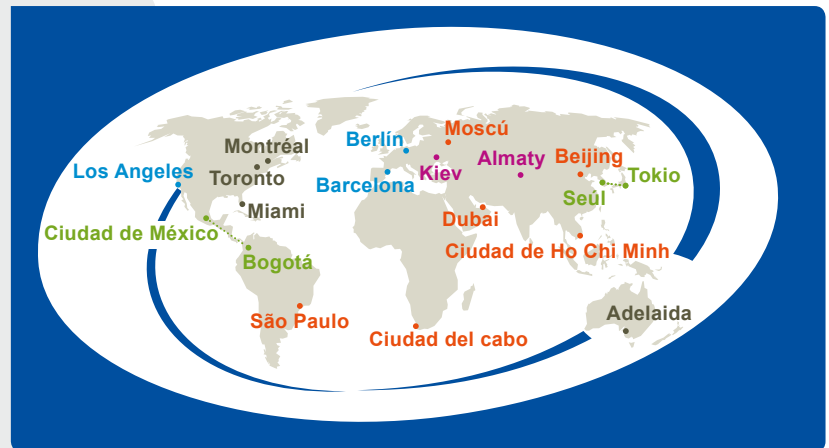 Moscú
Berlín
Montréal
Almaty
Beijing
Los Angeles
Toronto
Barcelona
Kiev
Tokio
Seúl
Miami
Dubai
Ciudad de México
Ciudad de Ho Chi Minh
Bogotá
Adelaida
São Paulo
Ciudad del cabo